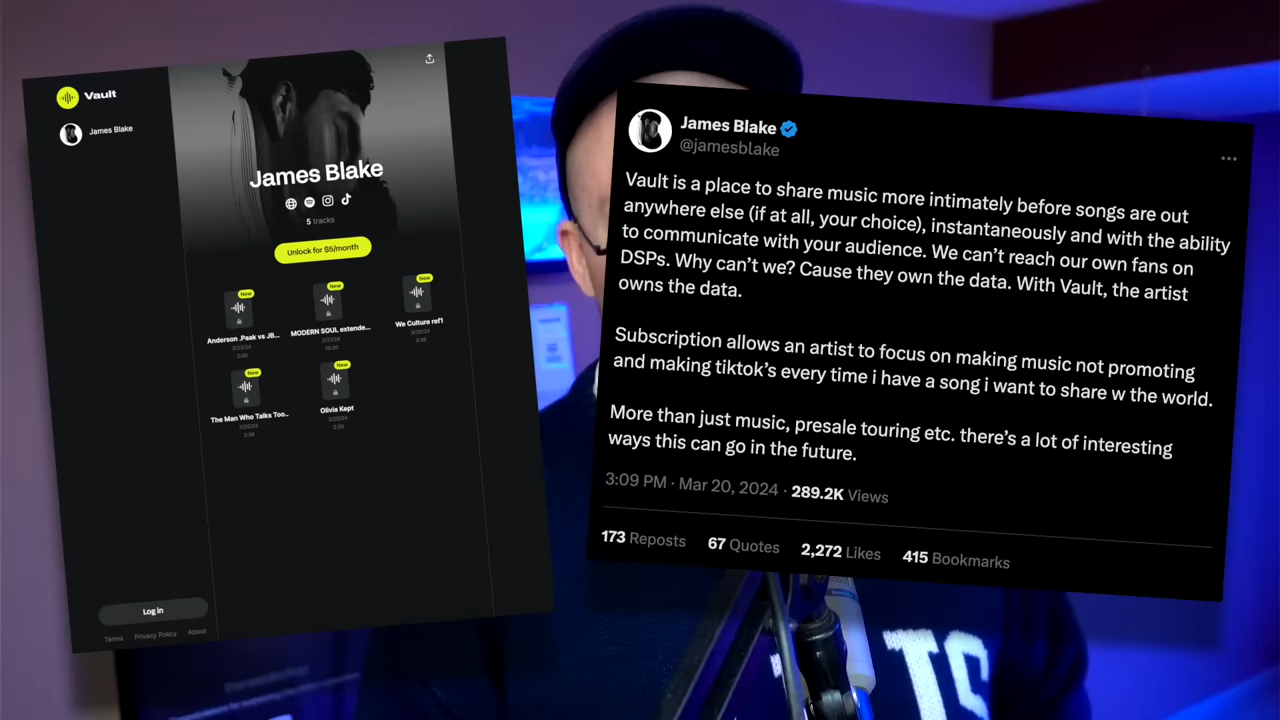 Vault
James Blake
James Blake
5 tracks
Unlock for $5/month
New
New
New
Anderson .Paak vs JB...
MODERN SOUL extende...
We Culture ref1
2:40
10:00
New
New
The Man Who Talks Too...
Olivia Kept
Log in
Terms
Privacy Policy
About
James Blake
@jamesblake
Vault is a place to share music more intimately before songs are out
anywhere else (if at all, your choice), instantaneously and with the ability
to communicate with your audience. We can’t reach our own fans on
DSPs. Why can’t we? Cause they own the data. With Vault, the artist
owns the data.
Subscription allows an artist to focus on making music not promoting
and making tiktok’s every time i have a song i want to share w the world.
More than just music, presale touring etc. there’s a lot of interesting
ways this can go in the future.
3:09 PM · Mar 20, 2024 · 289.2K Views
173 Reposts 67 Quotes 2,272 Likes 415 Bookmarks